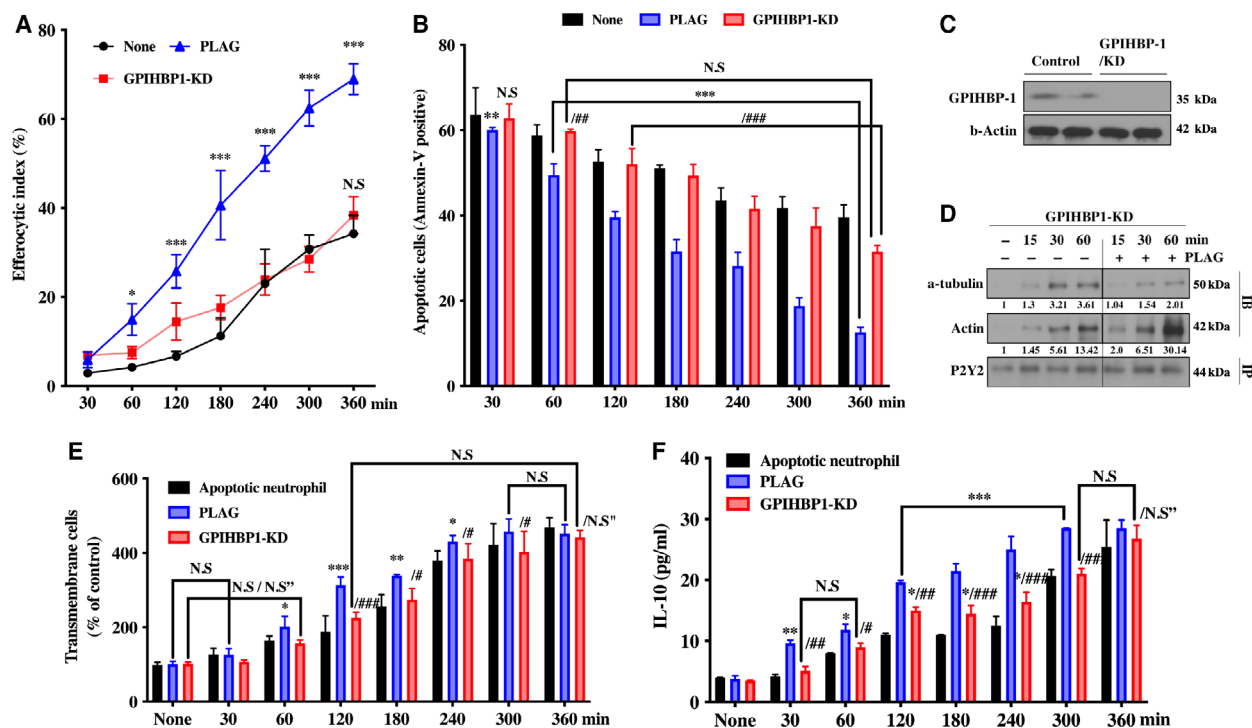 A
None
PLAG
GPIHBP1-KD
Efferocytic index (%)
80
60
40
20
0
*
***
***
***
***
***
N.S
30 60 120 180 240 300 360 min
B
None PLAG GPIHBP1-KD
Apoptotic cells (Annexin-V positive)
80
60
40
20
0
N.S
**
N.S
***
/##
/###
30 60 120 180 240 300 360 min
C
Control
GPIHBP-1
/KD
GPIHBP-1
35 kDa
b-Actin
42 kDa
D
GPIHBP1-KD
– 15 30 60 15 30 60 min
– – – – + + + PLAG
a-tubulin
50 kDa
1 1.3 3.21 3.61 1.04 1.54 2.01
IB
Actin
42 kDa
1 1.45 5.61 13.42 2.0 6.51 30.14
P2Y2
44 kDa
IP
E
Apoptotic neutrophil
PLAG
GPIHBP1-KD
Transmembrane cells
(% of control)
600
400
200
0
N.S
N.S / N.S”
*
***
/###
**
/#
*
/#
N.S
N.S
/N.S"
None 30 60 120 180 240 300 360 min
F
Apoptotic neutrophil
PLAG
GPIHBP1-KD
IL-10 (pg/ml)
40
30
20
10
0
**
/##
N.S
*
/#
***
*/##
*/###
*/###
N.S
/N.S”
None 30 60 120 180 240 300 360 min